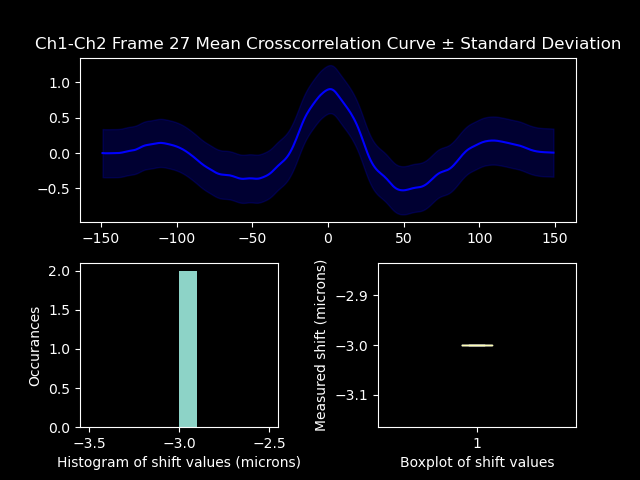 Ch1-Ch2 Frame 27 Mean Crosscorrelation Curve ± Standard Deviation
1.0
0.5
0.0
−0.5
−150 −100 −50 0 50 100 150
Occurances
2.0
1.5
1.0
0.5
0.0
−3.5 −3.0 −2.5
Histogram of shift values (microns)
Measured shift (microns)
−2.9
−3.0
−3.1
1
Boxplot of shift values